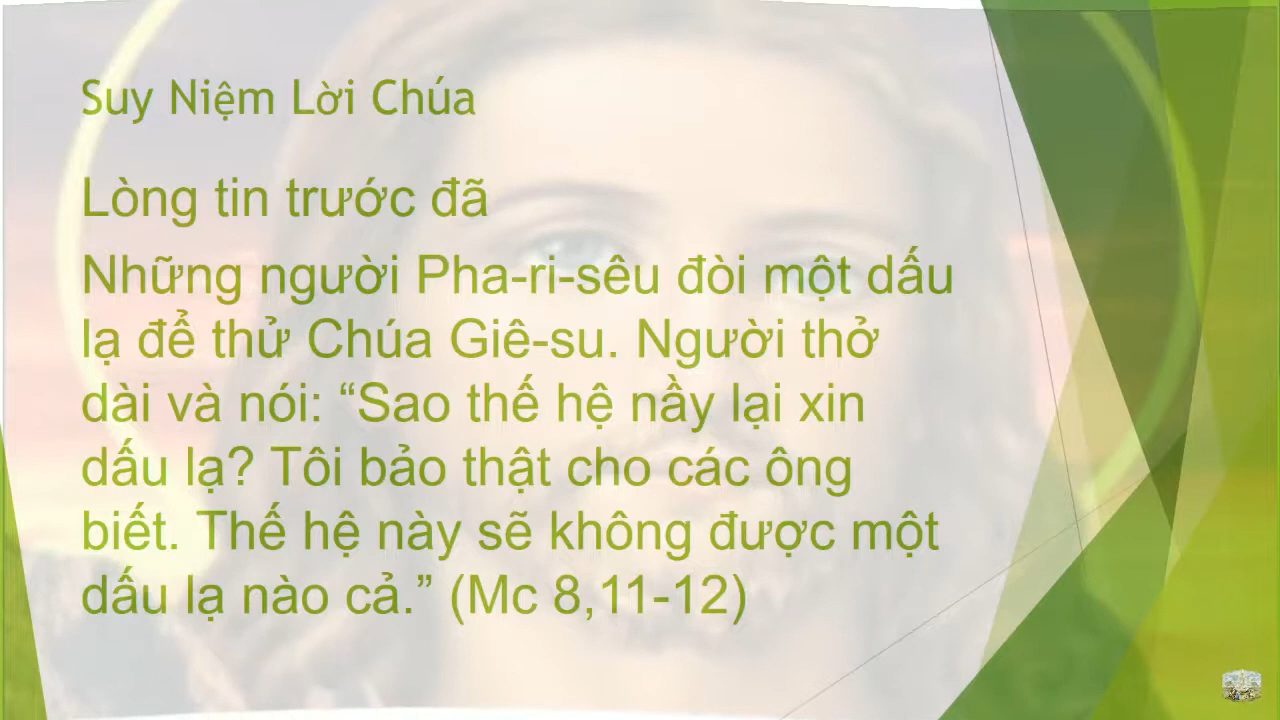 Suy Niệm Lời Chúa
Lòng tin trước đã
Những người Pha-ri-sêu đòi một dấu
lạ để thử Chúa Giê-su. Người thở
dài và nói: “Sao thế hệ nầy lại xin
dấu lạ? Tôi bảo thật cho các ông
biết. Thế hệ này sẽ không được một
dấu lạ nào cả.” (Mc 8,11-12)